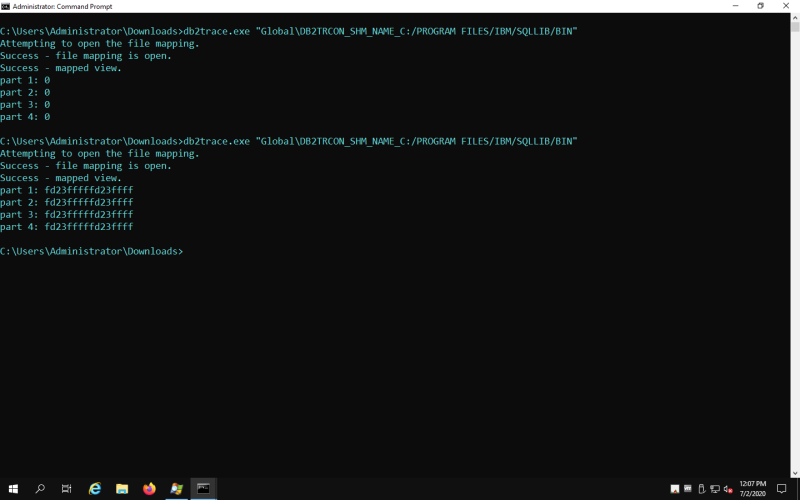 Administrator: Command Prompt
C:\Users\Administrator\Downloads>db2trace.exe "Global\DB2TRCON_SHM_NAME_C:/PROGRAM FILES/IBM/SQLLIB/BIN"
Attempting to open the file mapping.
Success - file mapping is open.
Success - mapped view.
part 1: 0
part 2: 0
part 3: 0
part 4: 0
C:\Users\Administrator\Downloads>db2trace.exe "Global\DB2TRCON_SHM_NAME_C:/PROGRAM FILES/IBM/SQLLIB/BIN"
Attempting to open the file mapping.
Success - file mapping is open.
Success - mapped view.
part 1: fd23fffffd23ffff
part 2: fd23fffffd23ffff
part 3: fd23fffffd23ffff
part 4: fd23fffffd23ffff
C:\Users\Administrator\Downloads>
12:07 PM
7/2/2020